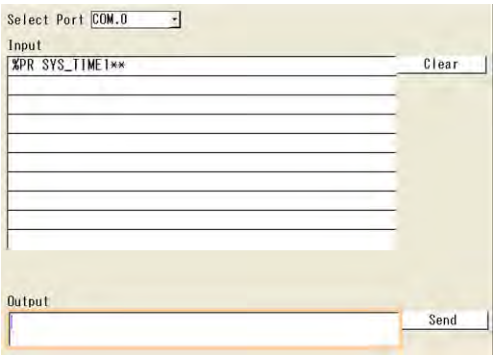 Select Port COM.0
Input
%PR SYS_TIME1**
Clear
Output
Send